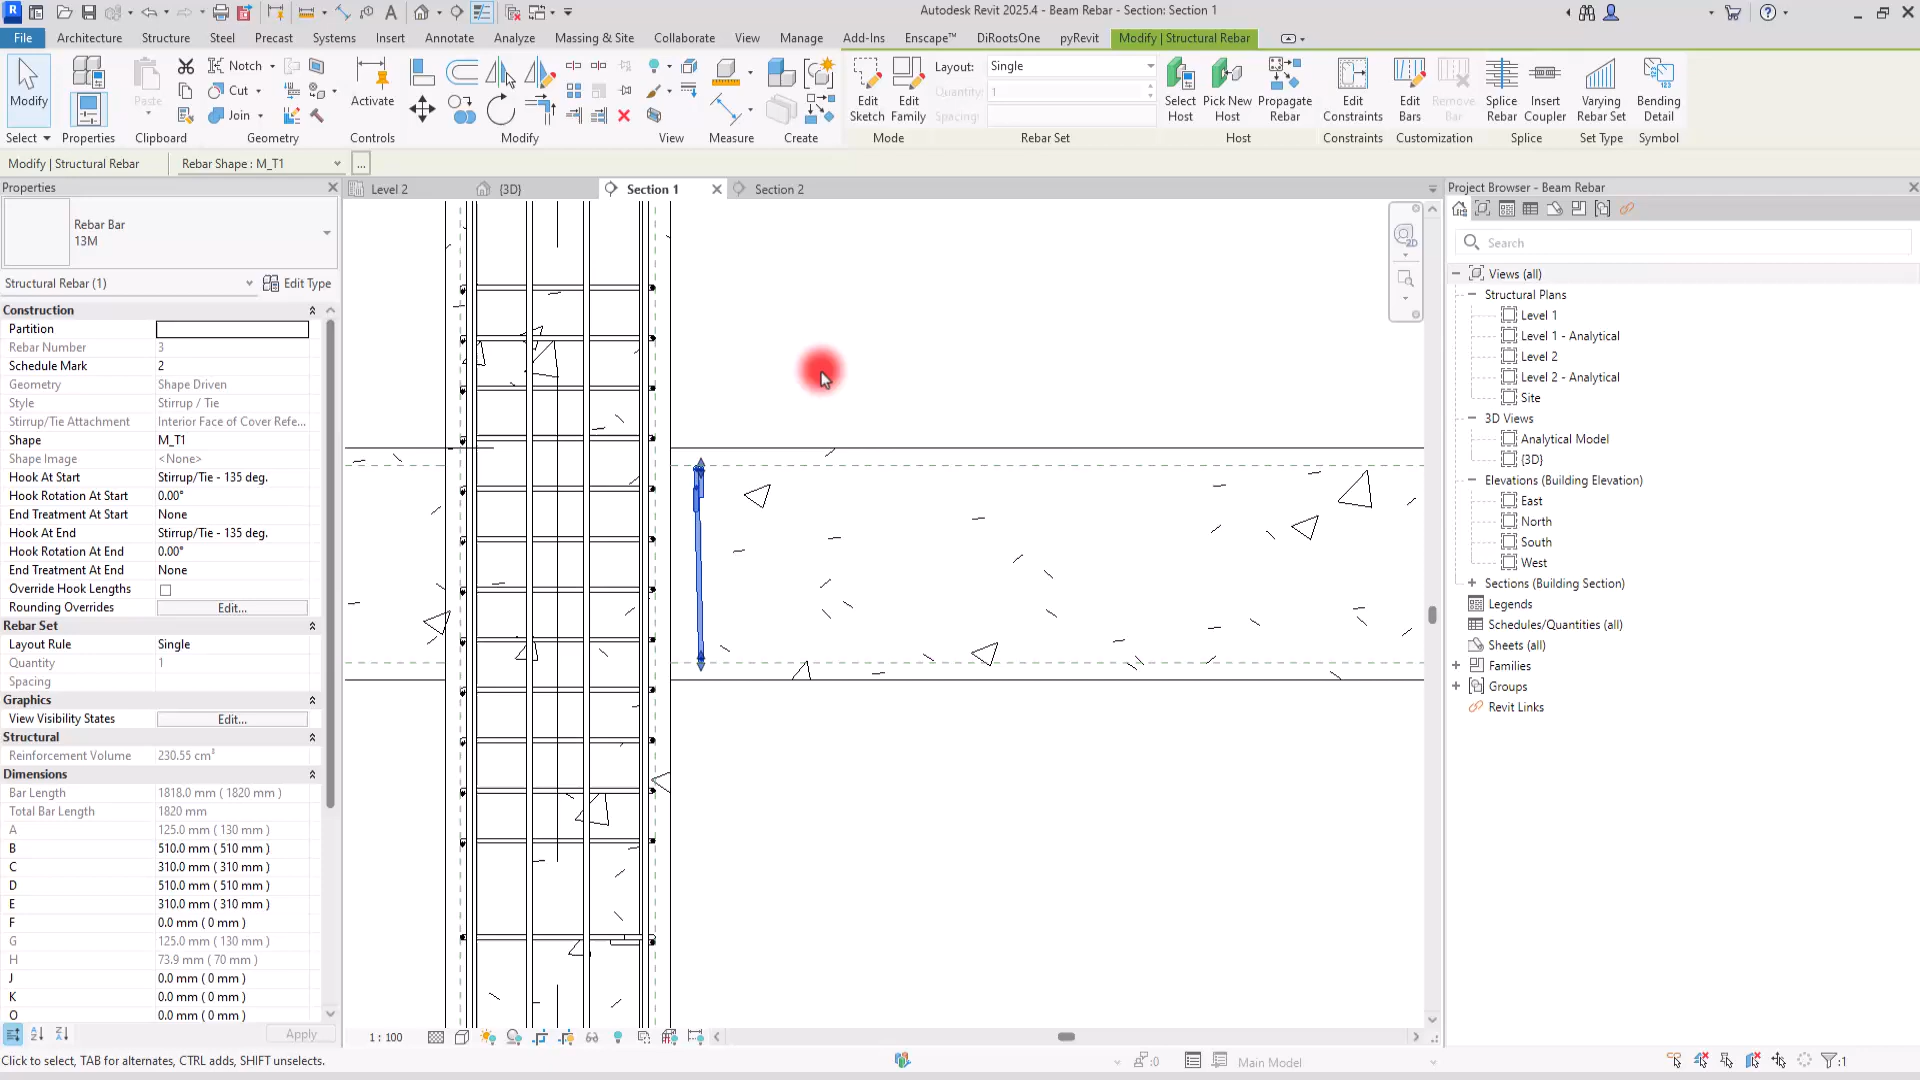 Autodesk Revit 2025.4 - Beam Rebar - Section: Section 1
File Architecture Structure Steel Precast Systems Insert Annotate Analyze Massing & Site Collaborate View Manage Add-Ins Enscape™ DiRootsOne pyRevit Modify | Structural Rebar
Modify Paste Notch Cut Join Activate
Edit Sketch Edit Family Layout: Single Quantity: 1 Spacing: Select Host Pick New Host Propagate Rebar Edit Constraints Edit Bars Remove Bar Splice Rebar Insert Coupler Varying Rebar Set Bending Detail
Select Properties Clipboard Geometry Controls Modify View Measure Create Mode Rebar Set Host Constraints Customization Splice Set Type Symbol
Modify | Structural Rebar Rebar Shape : M_T1 ...
Properties
Rebar Bar
13M
Structural Rebar (1) Edit Type
Construction
Partition
Rebar Number 3
Schedule Mark 2
Geometry Shape Driven
Style Stirrup / Tie
Stirrup/Tie Attachment Interior Face of Cover Refe...
Shape M_T1
Shape Image <None>
Hook At Start Stirrup/Tie - 135 deg.
Hook Rotation At Start 0.00°
End Treatment At Start None
Hook At End Stirrup/Tie - 135 deg.
Hook Rotation At End 0.00°
End Treatment At End None
Override Hook Lengths
Rounding Overrides Edit...
Rebar Set
Layout Rule Single
Quantity 1
Spacing
Graphics
View Visibility States Edit...
Structural
Reinforcement Volume 230.55 cm³
Dimensions
Bar Length 1818.0 mm ( 1820 mm )
Total Bar Length 1820 mm
A 125.0 mm ( 130 mm )
B 510.0 mm ( 510 mm )
C 310.0 mm ( 310 mm )
D 510.0 mm ( 510 mm )
E 310.0 mm ( 310 mm )
F 0.0 mm ( 0 mm )
G 125.0 mm ( 130 mm )
H 73.9 mm ( 70 mm )
J 0.0 mm ( 0 mm )
K 0.0 mm ( 0 mm )
O 0.0 mm ( 0 mm )
Apply
Level 2 {3D} Section 1 Section 2
2D
1 : 100
Project Browser - Beam Rebar
Search
Views (all)
Structural Plans
Level 1
Level 1 - Analytical
Level 2
Level 2 - Analytical
Site
3D Views
Analytical Model
{3D}
Elevations (Building Elevation)
East
North
South
West
Sections (Building Section)
Legends
Schedules/Quantities (all)
Sheets (all)
Families
Groups
Revit Links
Click to select, TAB for alternates, CTRL adds, SHIFT unselects. :0 Main Model :1